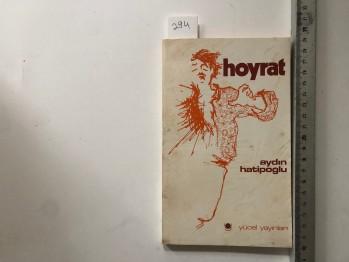 294
hoyrat
aydın
hatipoğlu
yücel yayınları